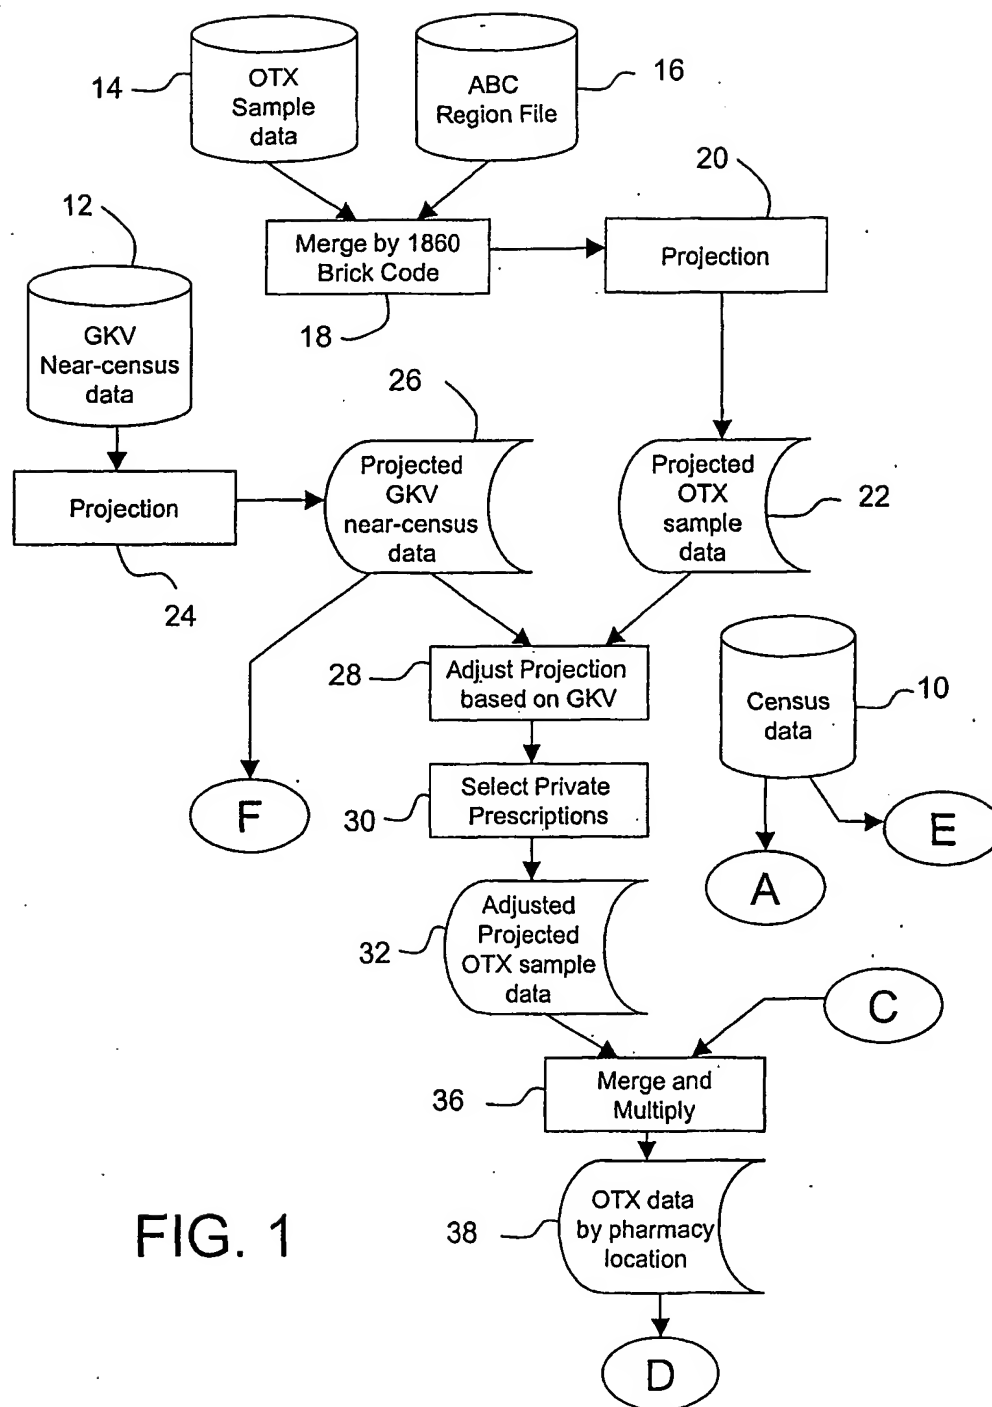 14
OTX
Sample
data
ABC
Region File
16
12
GKV
Near-census
data
Merge by 1860
Brick Code
18
20
Projection
26
Projection
24
Projected
GKV
near-census
data
Projected
OTX
sample
data
22
28
Adjust Projection
based on GKV
Census
data
10
F
30
Select Private
Prescriptions
A
E
32
Adjusted
Projected
OTX sample
data
C
36
Merge and
Multiply
FIG. 1
38
OTX data
by pharmacy
location
D